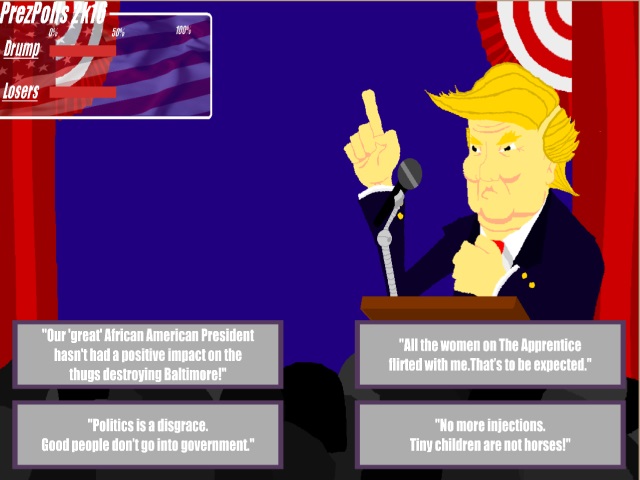 PrezPolls 2K16
0% 50% 100%
Drump
Losers
"Our 'great' African American President
hasn't had a positive impact on the
thugs destroying Baltimore!"
"All the women on The Apprentice
flirted with me.That's to be expected."
"Politics is a disgrace.
Good people don't go into government."
"No more injections.
Tiny children are not horses!"